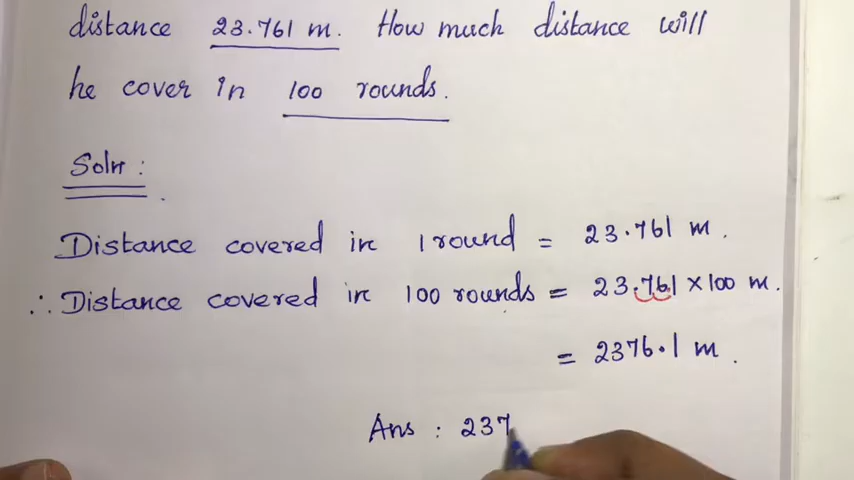 distance 23.761 m. How much distance will
he cover in 100 rounds.
Soln :
Distance covered in 1 round = 23.761 m.
∴ Distance covered in 100 rounds = 23.761 × 100 m.
= 2376.1 m.
Ans : 237